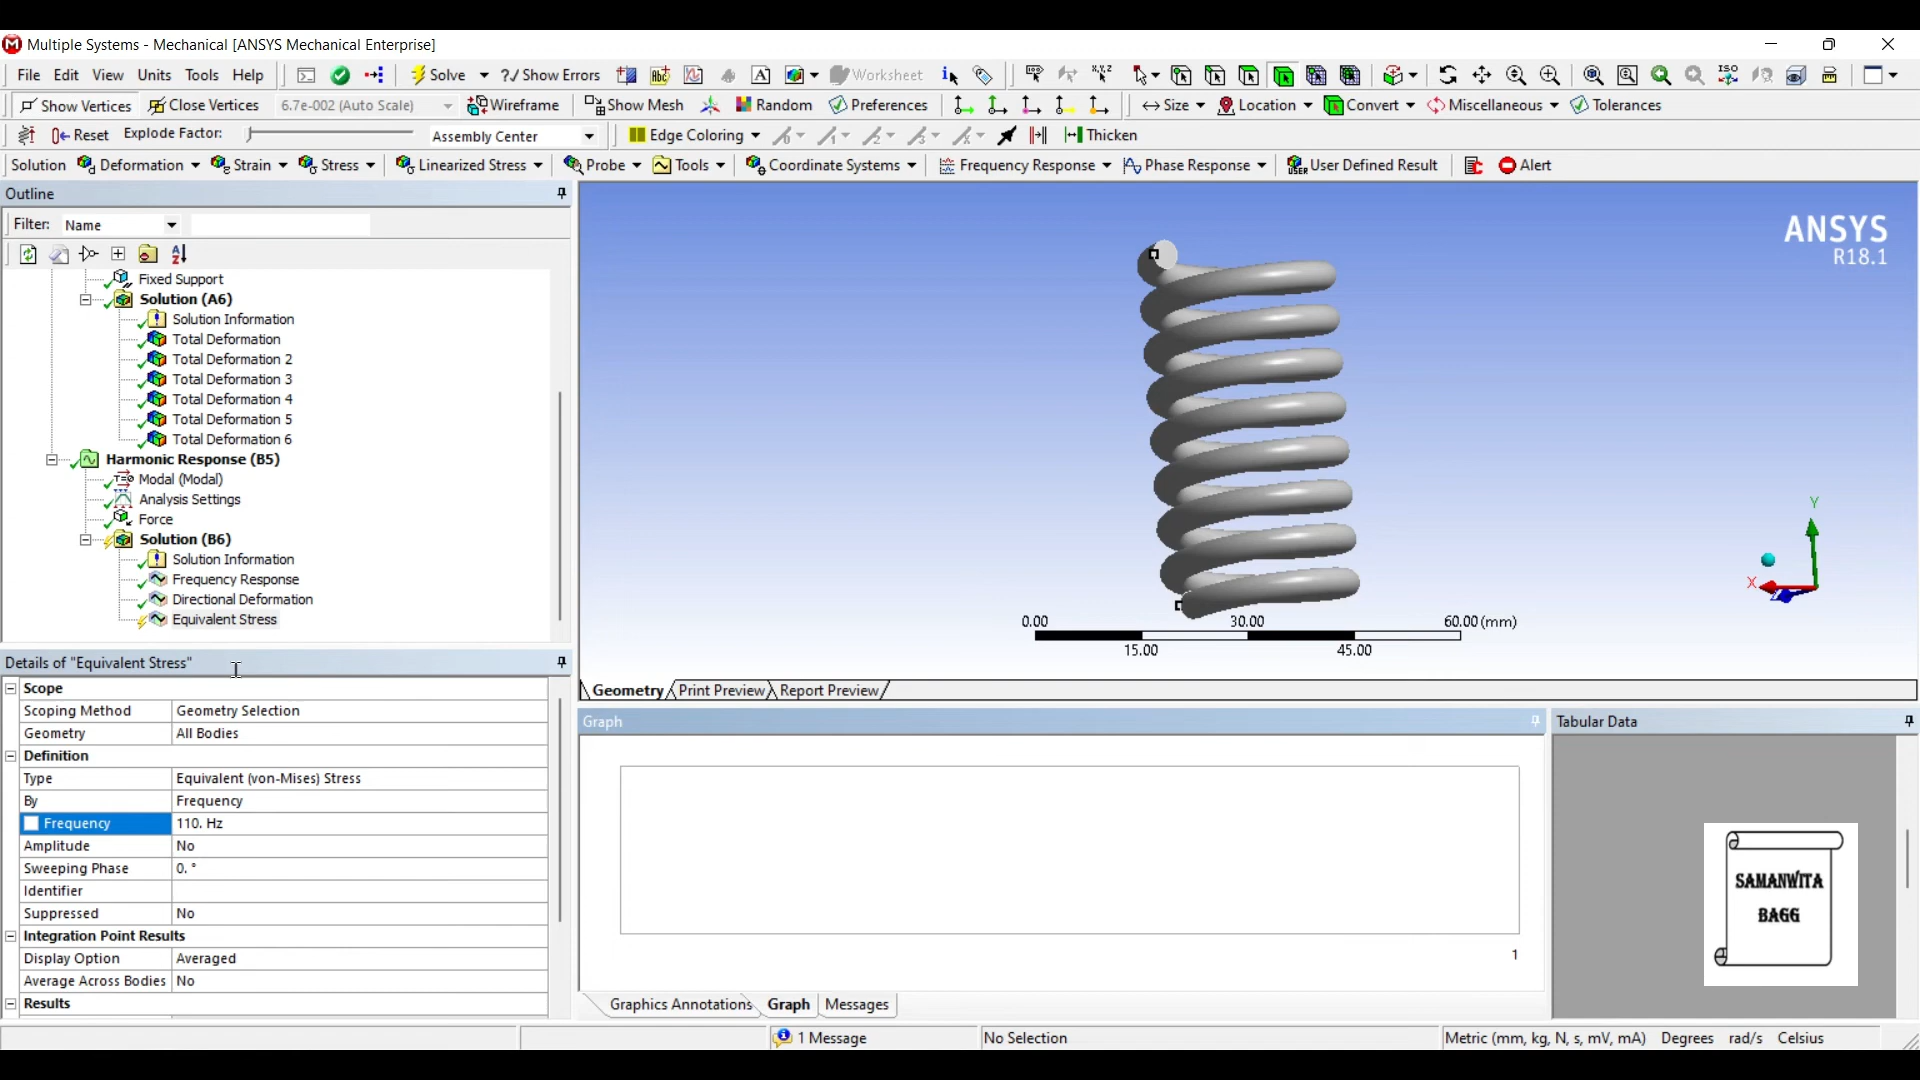 Multiple Systems - Mechanical [ANSYS Mechanical Enterprise]
File Edit View Units Tools Help Solve ?/ Show Errors Worksheet
Show Vertices Close Vertices 6.7e-002 (Auto Scale) Wireframe Show Mesh Random Preferences Size Location Convert Miscellaneous Tolerances
Reset Explode Factor: Assembly Center Edge Coloring Thicken
Solution Deformation Strain Stress Linearized Stress Probe Tools Coordinate Systems Frequency Response Phase Response User Defined Result Alert
Outline
Filter: Name
Fixed Support
Solution (A6)
Solution Information
Total Deformation
Total Deformation 2
Total Deformation 3
Total Deformation 4
Total Deformation 5
Total Deformation 6
Harmonic Response (B5)
Modal (Modal)
Analysis Settings
Force
Solution (B6)
Solution Information
Frequency Response
Directional Deformation
Equivalent Stress
Details of "Equivalent Stress"
Scope
Scoping Method Geometry Selection
Geometry All Bodies
Definition
Type Equivalent (von-Mises) Stress
By Frequency
Frequency 110. Hz
Amplitude No
Sweeping Phase 0. °
Identifier
Suppressed No
Integration Point Results
Display Option Averaged
Average Across Bodies No
Results
ANSYS
R18.1
Y
X
0.00 30.00 60.00 (mm)
15.00 45.00
Geometry Print Preview Report Preview
Graph
1
Graphics Annotations Graph Messages
Tabular Data
SAMANWITA
BAGG
1 Message No Selection Metric (mm, kg, N, s, mV, mA) Degrees rad/s Celsius